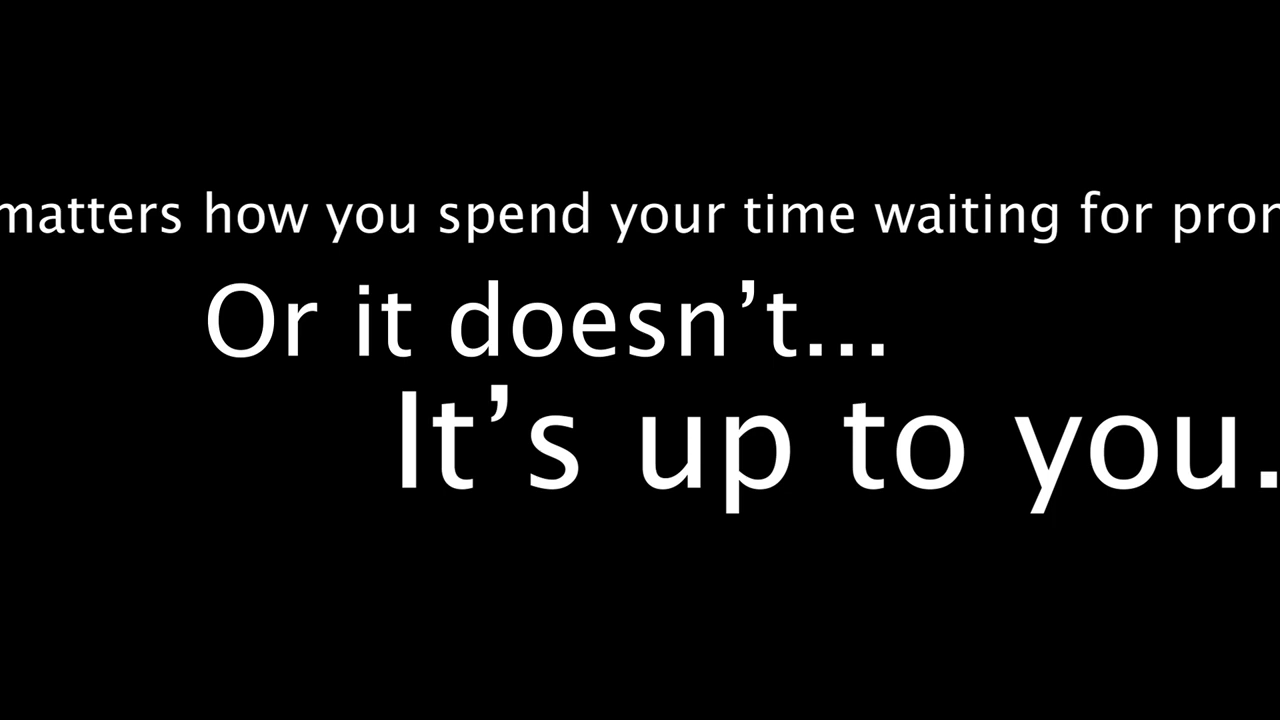 matters how you spend your time waiting for
Or it doesn’t...
It’s up to you.